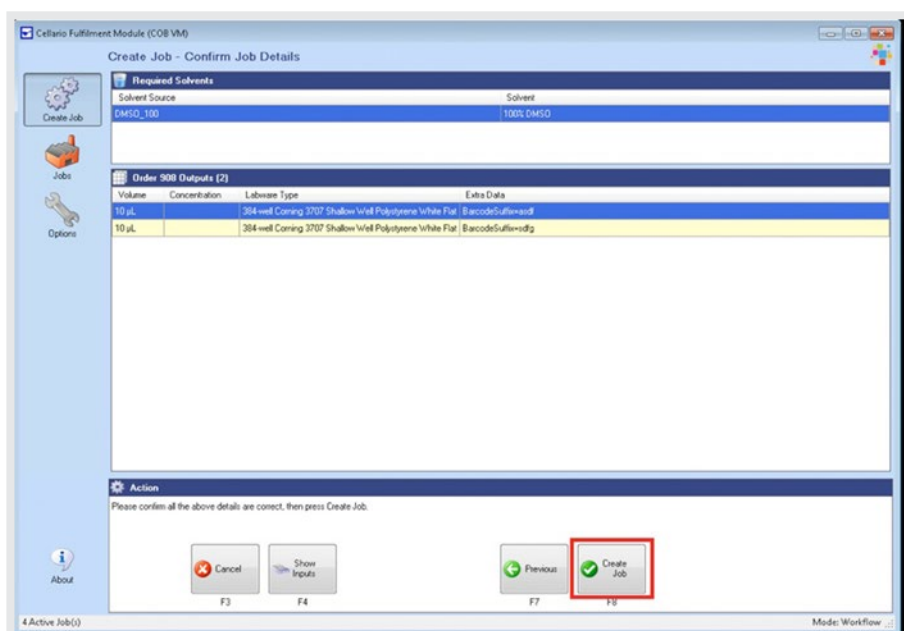 Cellario Fulfilment Module (COB VM)
Create Job - Confirm Job Details
Create Job
Jobs
Options
Required Solvents
Solvent Source Solvent
DMSO_100 100% DMSO
Order 908 Outputs (2)
Volume Concentration Labware Type Extra Data
10 µL 384-well Corning 3707 Shallow Well Polystyrene White Flat BarcodeSuffix=asdf
10 µL 384-well Corning 3707 Shallow Well Polystyrene White Flat BarcodeSuffix=sdfg
Action
Please confirm all the above details are correct, then press Create Job.
Cancel
Show
Inputs
Previous
Create
Job
F3 F4 F7 F8
About
4 Active Job(s) Mode: Workflow